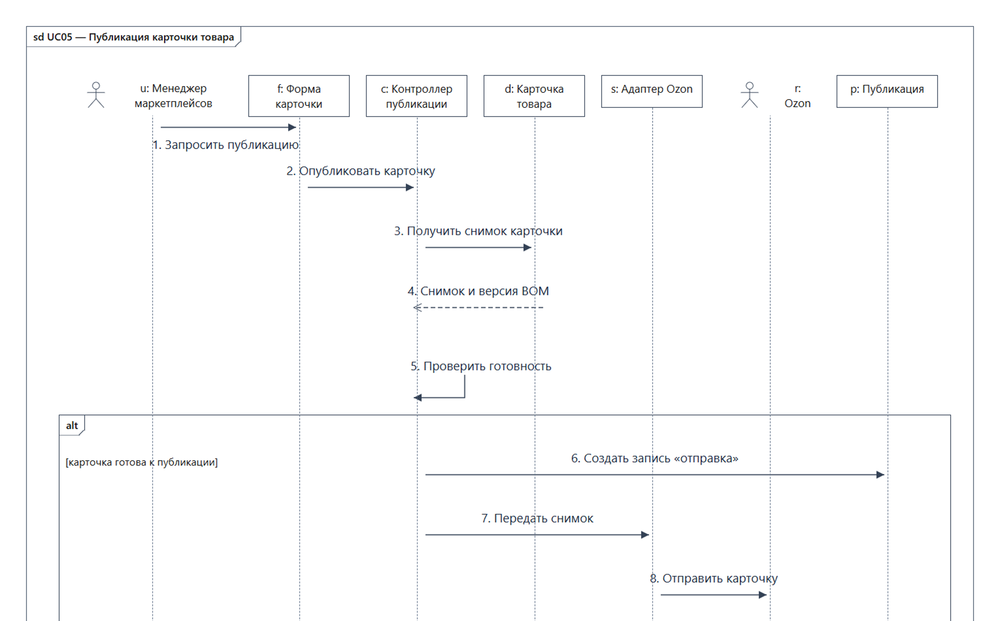 sd UC05 — Публикация карточки товара
u: Менеджер
маркетплейсов
f: Форма
карточки
c: Контроллер
публикации
d: Карточка
товара
s: Адаптер Ozon
r:
Ozon
p: Публикация
1. Запросить публикацию
2. Опубликовать карточку
3. Получить снимок карточки
4. Снимок и версия BOM
5. Проверить готовность
alt
[карточка готова к публикации]
6. Создать запись «отправка»
7. Передать снимок
8. Отправить карточку